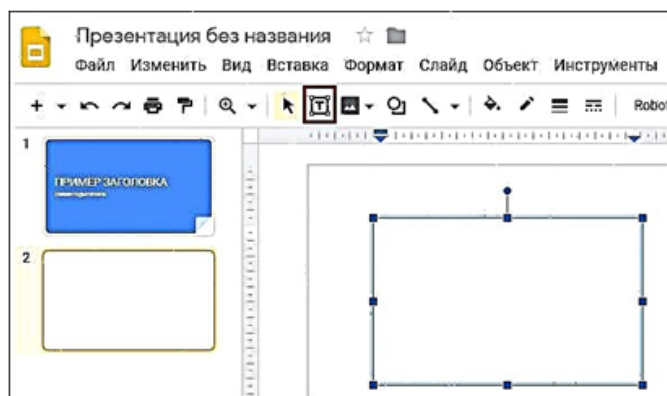 Презентация без названия
Файл Изменить Вид Вставка Формат Слайд Объект Инструменты
Robot
1
ПРИМЕР ЗАГОЛОВКА
2